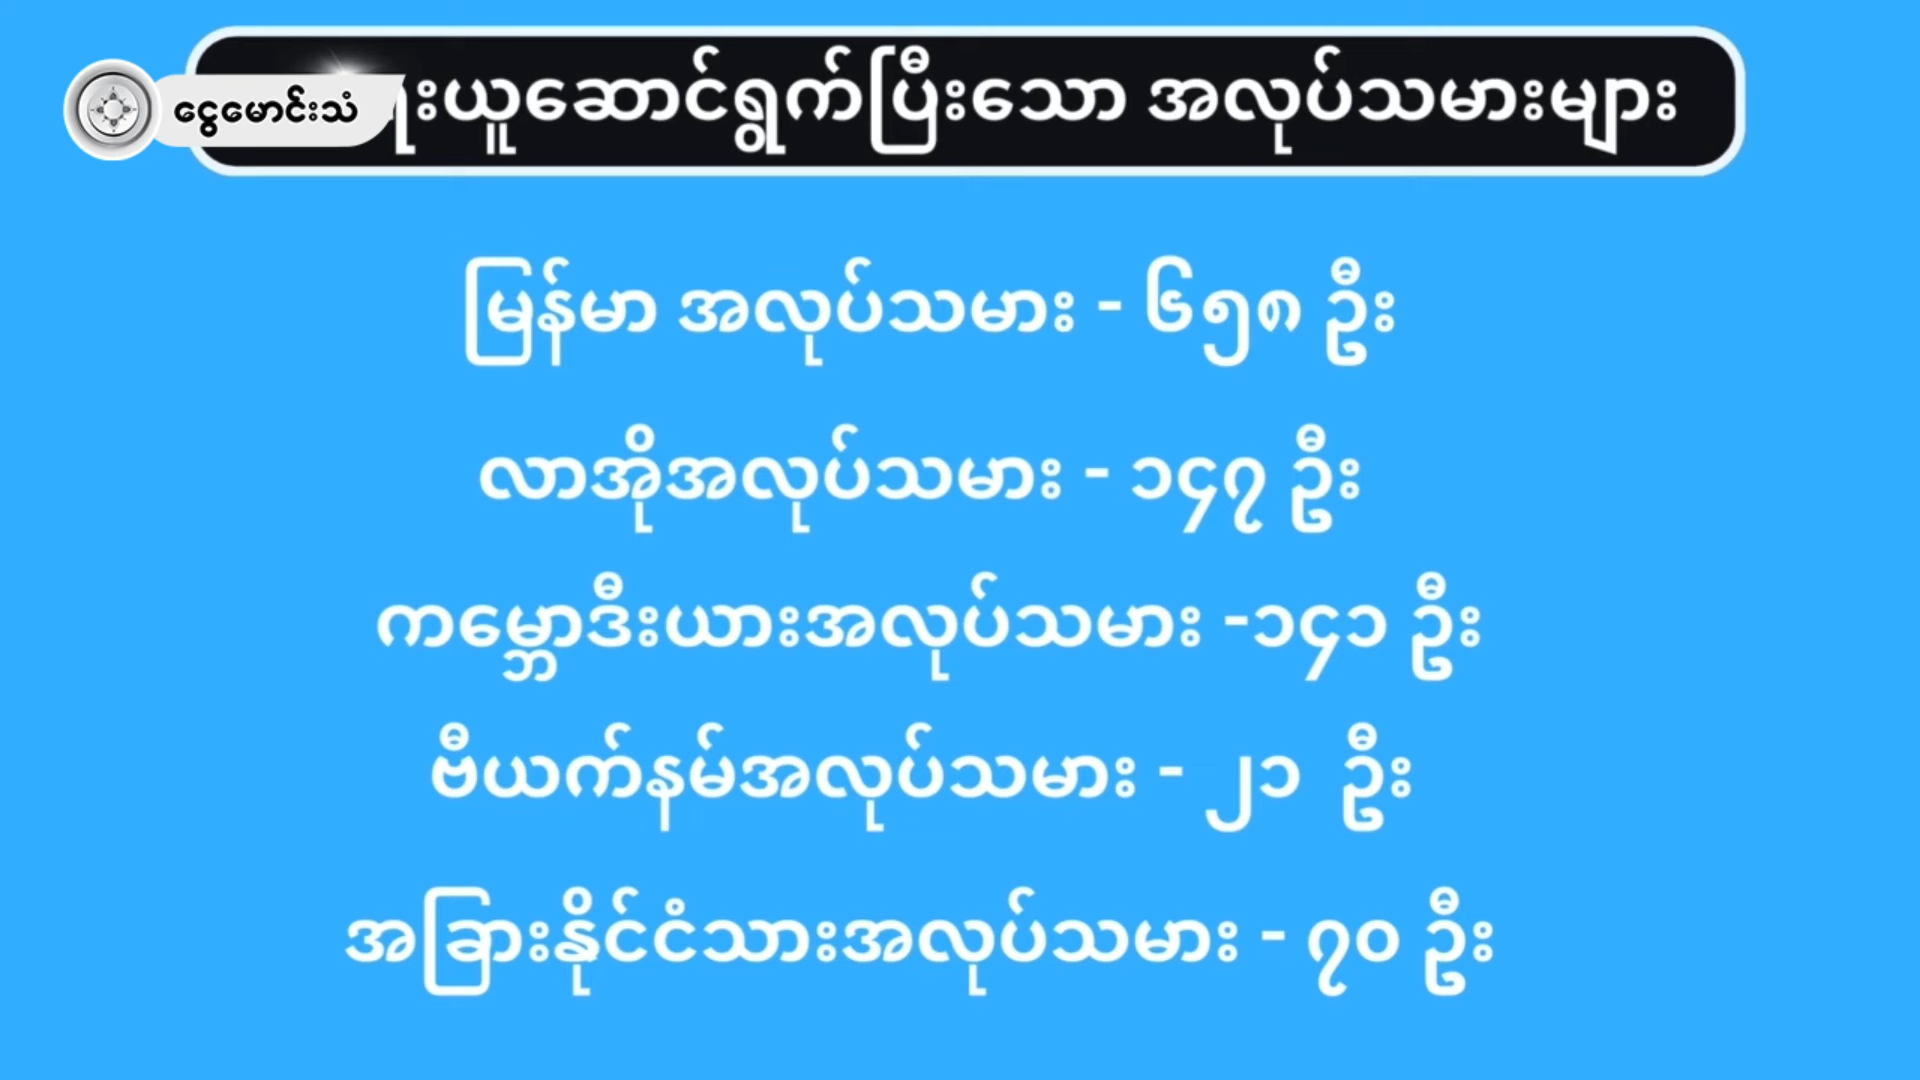 ငွေမောင်းသံ
ယူဆောင်ရွက်ပြီးသော အလုပ်သမားများ
မြန်မာ အလုပ်သမား - ၆၅၈ ဦး
လာအိုအလုပ်သမား - ၁၄၇ ဦး
ကမ္ဘောဒီးယားအလုပ်သမား -၁၄၁ ဦး
ဗီယက်နမ်အလုပ်သမား - ၂၁ ဦး
အခြားနိုင်ငံသားအလုပ်သမား - ၇၀ ဦး